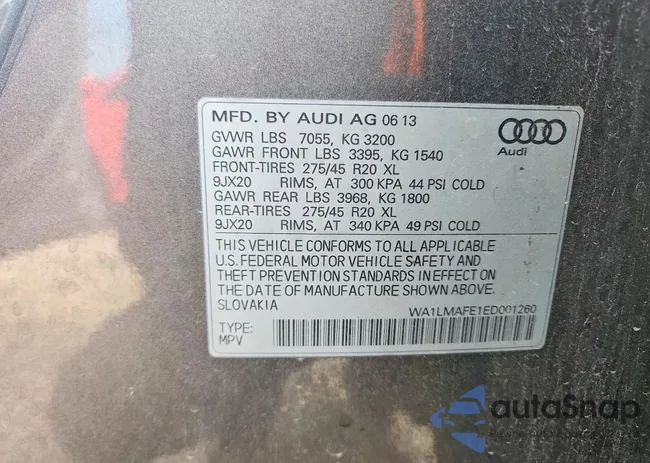 MFD. BY AUDI AG 06 13
GVWR LBS 7055, KG 3200
GAWR FRONT LBS 3395, KG 1540
FRONT-TIRES 275/45 R20 XL
9JX20 RIMS, AT 300 KPA 44 PSI COLD
GAWR REAR LBS 3968, KG 1800
REAR-TIRES 275/45 R20 XL
9JX20 RIMS, AT 340 KPA 49 PSI COLD
Audi
THIS VEHICLE CONFORMS TO ALL APPLICABLE
U.S. FEDERAL MOTOR VEHICLE SAFETY AND
THEFT PREVENTION STANDARDS IN EFFECT ON
THE DATE OF MANUFACTURE SHOWN ABOVE.
SLOVAKIA
WA1LMAFE1ED001260
TYPE:
MPV
autoSnap